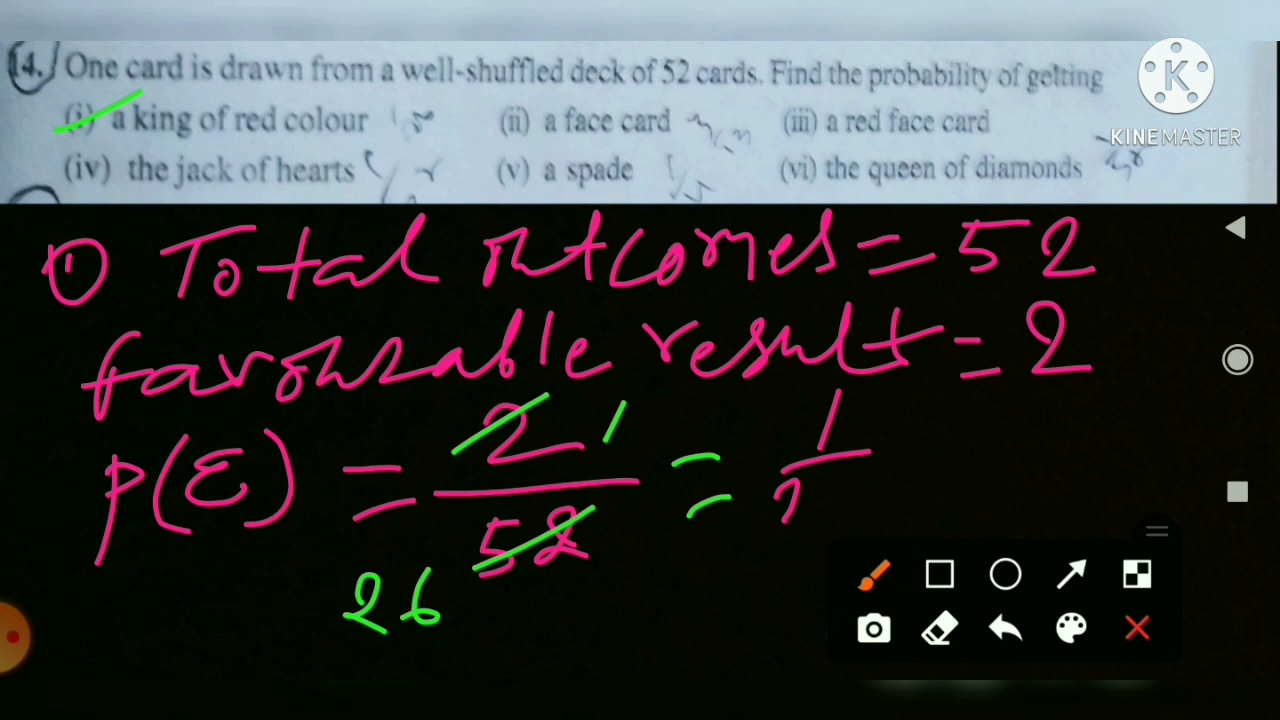 14. One card is drawn from a well-shuffled deck of 52 cards. Find the probability of getting
(i) a king of red colour (ii) a face card (iii) a red face card
(iv) the jack of hearts (v) a spade (vi) the queen of diamonds
KINEMASTER
① Total outcomes = 52
favourable result = 2
P(E) = 2 1 / 52 26 = 1